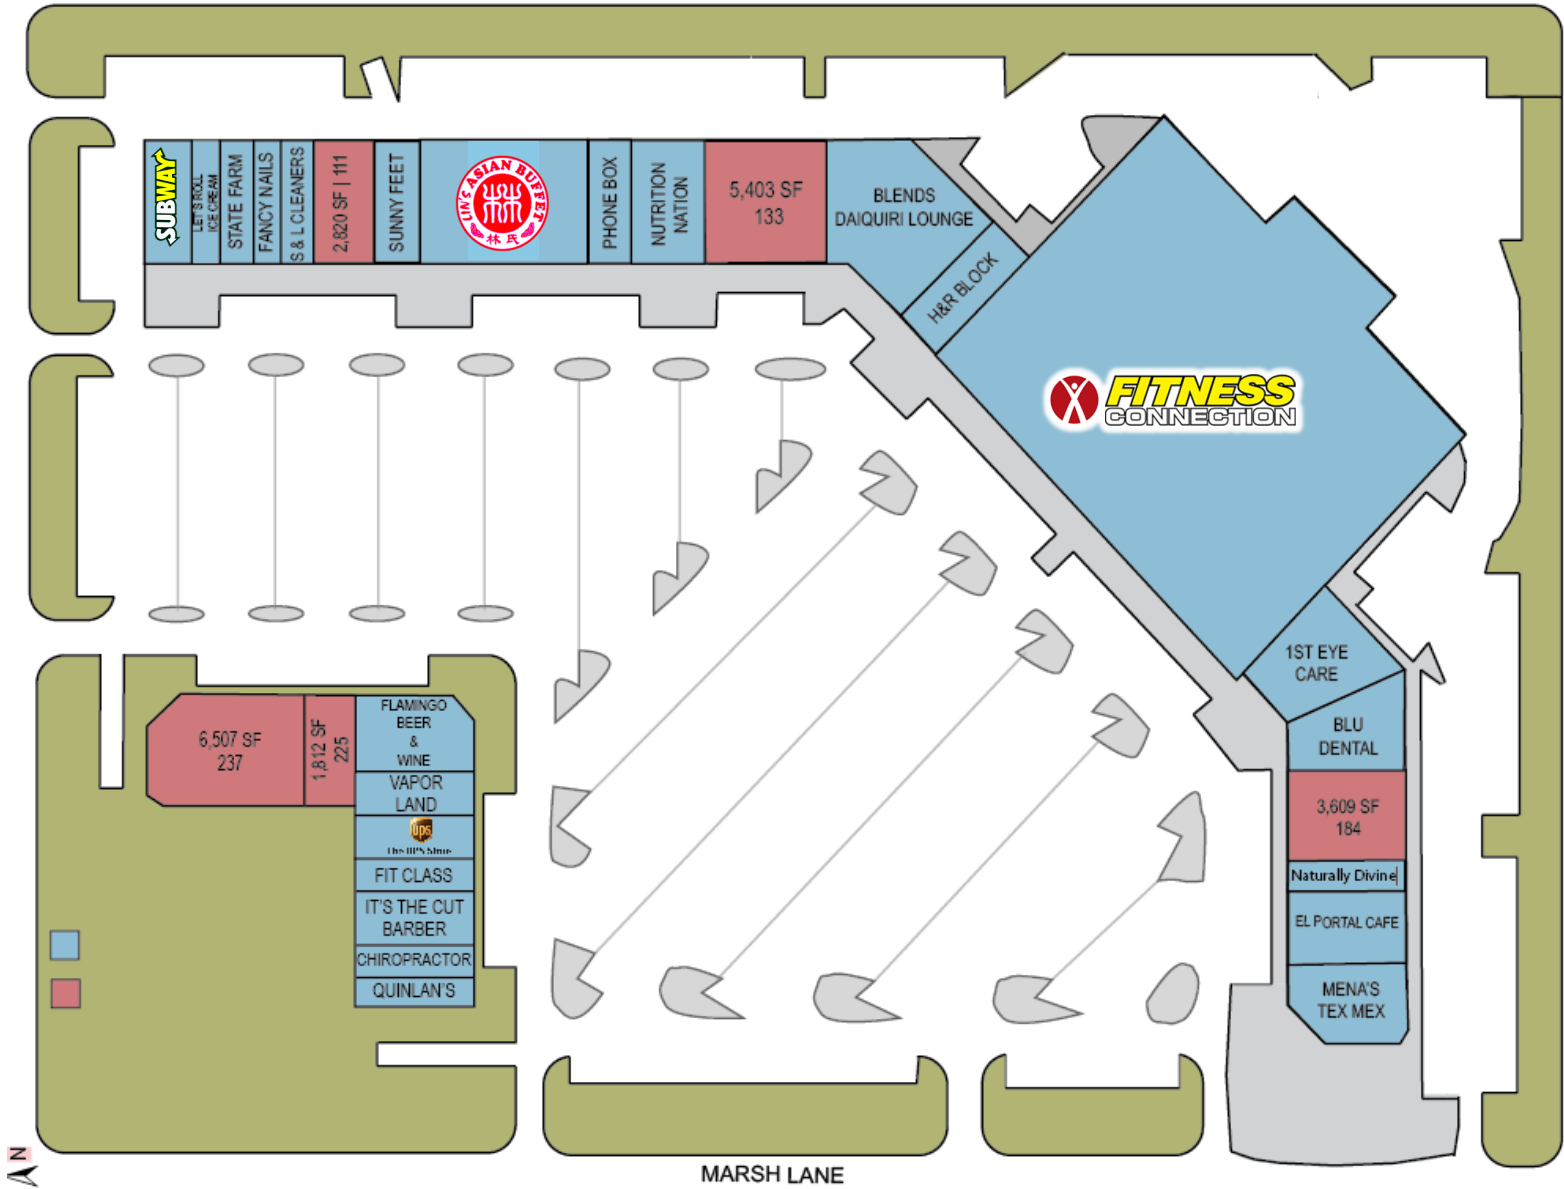 SUBWAY
LET'S ROLL
ICE CREAM
STATE FARM
FANCY NAILS
S & L CLEANERS
2,820 SF | 111
SUNNY FEET
LIN'S ASIAN BUFFET
林氏
PHONE BOX
NUTRITION
NATION
5,403 SF
133
BLENDS
DAIQUIRI LOUNGE
H&R BLOCK
FITNESS
CONNECTION
1ST EYE
CARE
BLU
DENTAL
3,609 SF
184
Naturally Divine
EL PORTAL CAFE
MENA'S
TEX MEX
6,507 SF
237
1,812 SF
225
FLAMINGO
BEER
&
WINE
VAPOR
LAND
ups
The UPS Store
FIT CLASS
IT'S THE CUT
BARBER
CHIROPRACTOR
QUINLAN'S
N
MARSH LANE